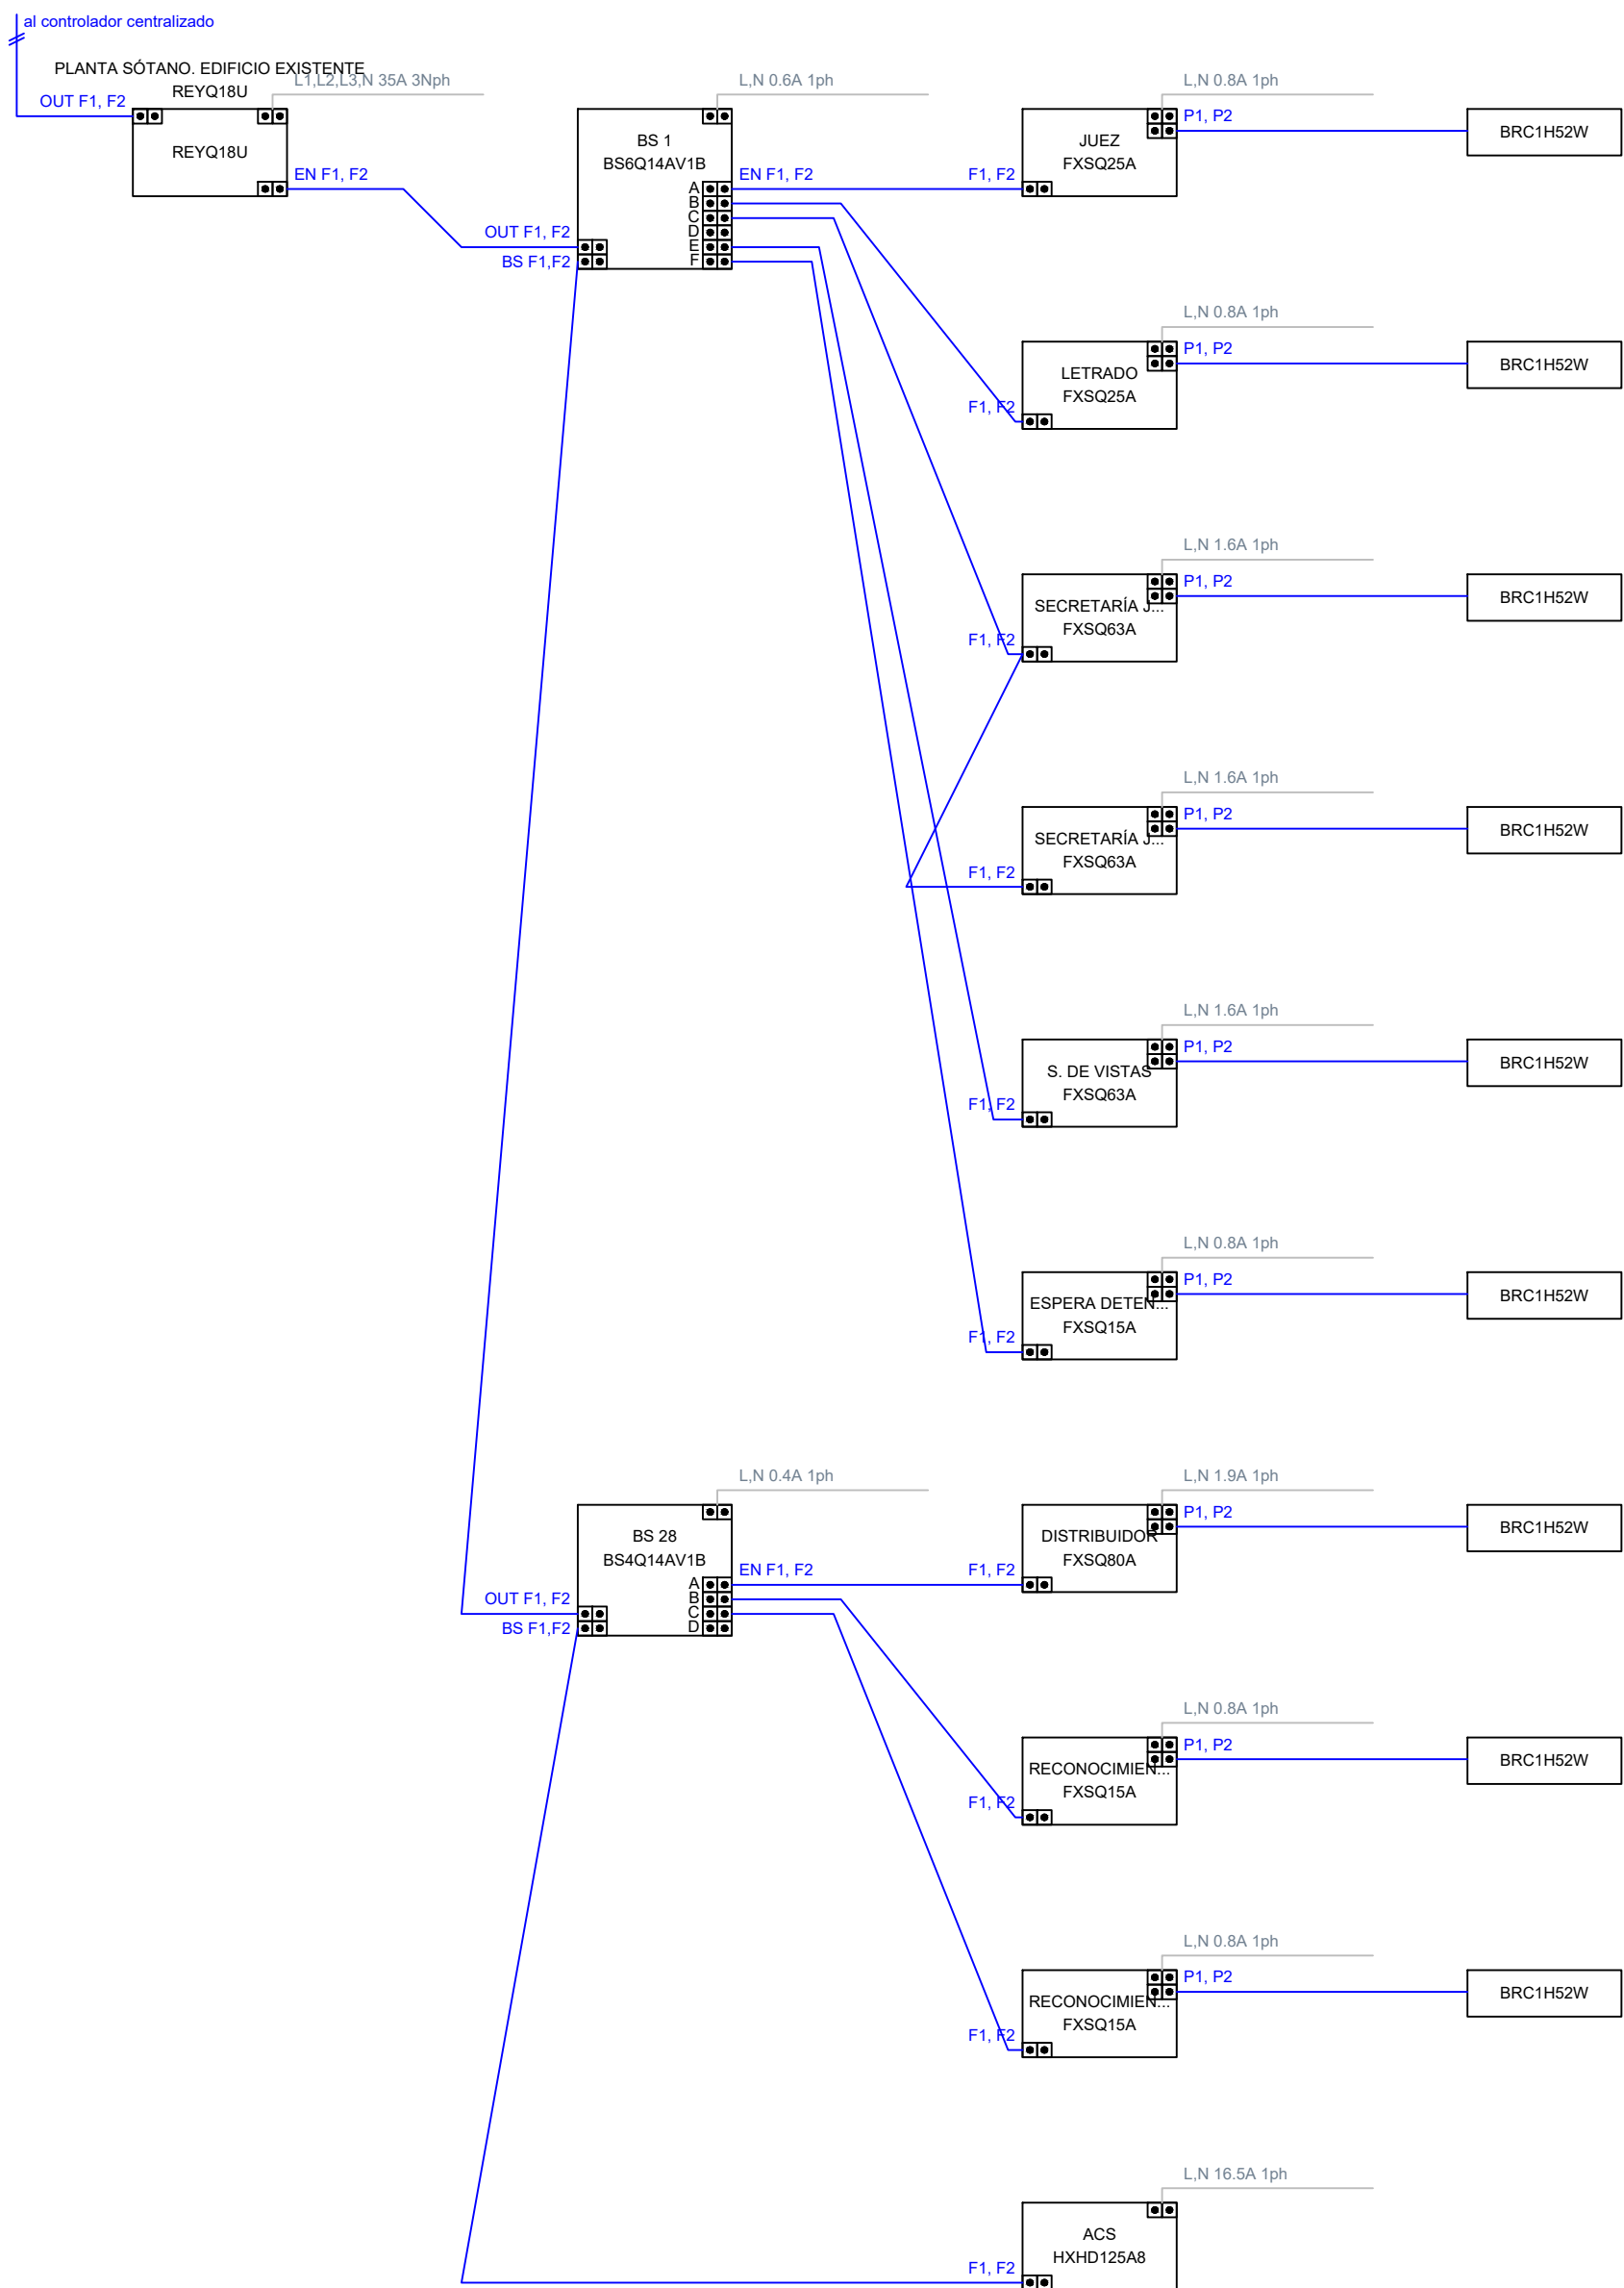 al controlador centralizado
PLANTA SÓTANO. EDIFICIO EXISTENTE
REYQ18U
L1,L2,L3,N 35A 3Nph
OUT F1, F2
REYQ18U
EN F1, F2
L,N 0.6A 1ph
BS 1
BS6Q14AV1B
A
B
C
D
E
F
EN F1, F2
OUT F1, F2
BS F1,F2
L,N 0.8A 1ph
JUEZ
FXSQ25A
P1, P2
F1, F2
BRC1H52W
L,N 0.8A 1ph
LETRADO
FXSQ25A
P1, P2
F1, F2
BRC1H52W
L,N 1.6A 1ph
SECRETARÍA J...
FXSQ63A
P1, P2
F1, F2
BRC1H52W
L,N 1.6A 1ph
SECRETARÍA J...
FXSQ63A
P1, P2
F1, F2
BRC1H52W
L,N 1.6A 1ph
S. DE VISTAS
FXSQ63A
P1, P2
F1, F2
BRC1H52W
L,N 0.8A 1ph
ESPERA DETEN...
FXSQ15A
P1, P2
F1, F2
BRC1H52W
L,N 0.4A 1ph
BS 28
BS4Q14AV1B
A
B
C
D
EN F1, F2
OUT F1, F2
BS F1,F2
L,N 1.9A 1ph
DISTRIBUIDOR
FXSQ80A
P1, P2
F1, F2
BRC1H52W
L,N 0.8A 1ph
RECONOCIMIEN...
FXSQ15A
P1, P2
F1, F2
BRC1H52W
L,N 0.8A 1ph
RECONOCIMIEN...
FXSQ15A
P1, P2
F1, F2
BRC1H52W
L,N 16.5A 1ph
ACS
HXHD125A8
F1, F2